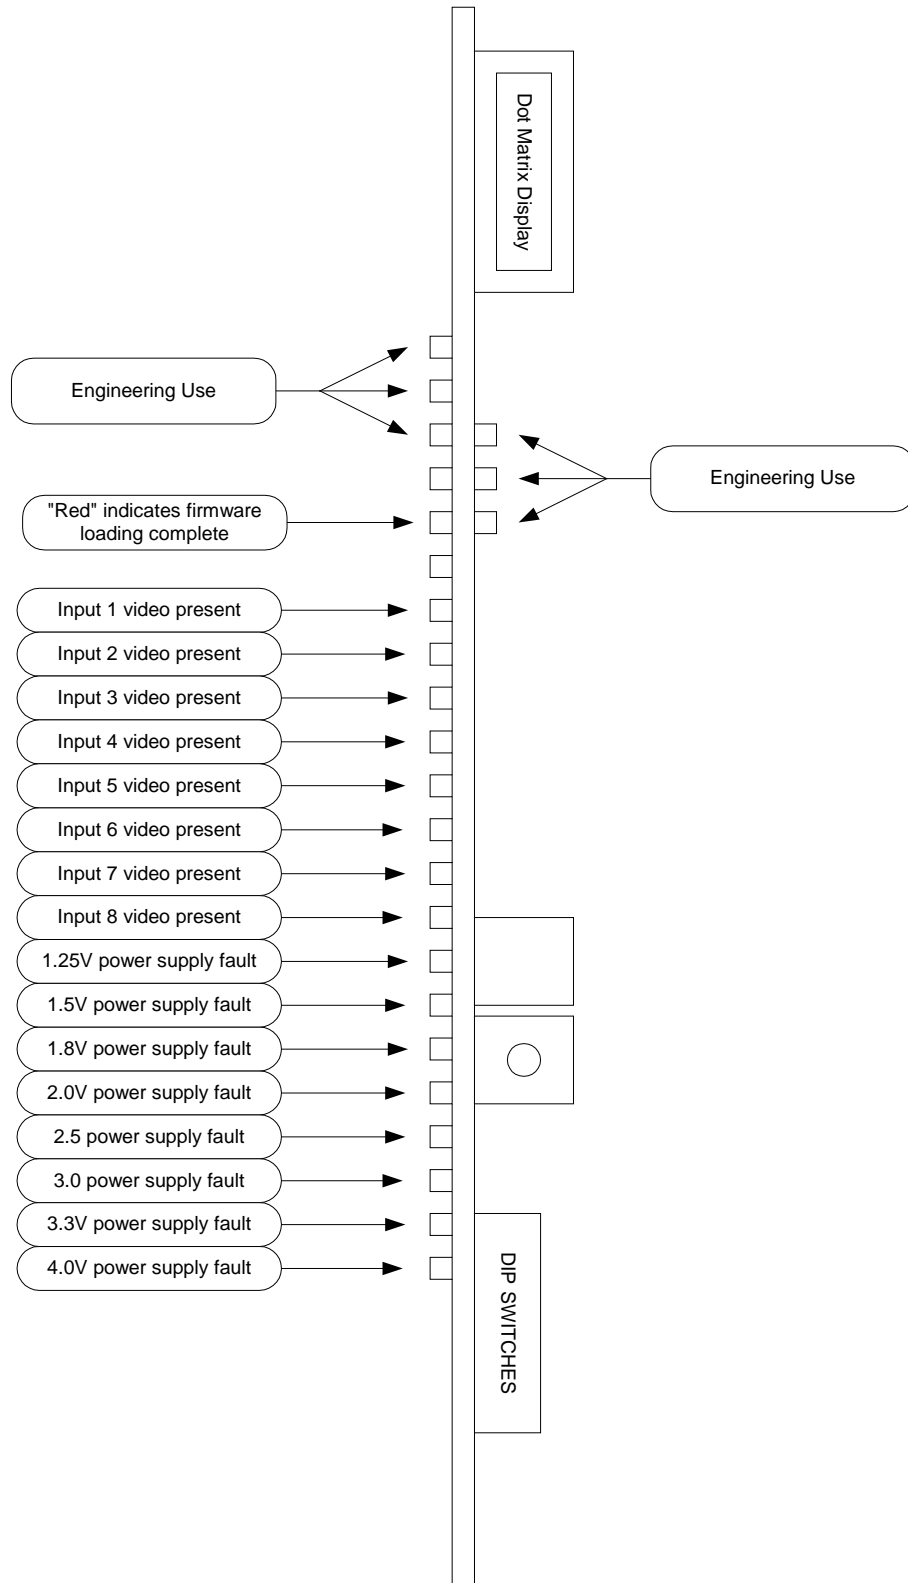 Dot Matrix Display
Engineering Use
Engineering Use
"Red" indicates firmware
loading complete
Input 1 video present
Input 2 video present
Input 3 video present
Input 4 video present
Input 5 video present
Input 6 video present
Input 7 video present
Input 8 video present
1.25V power supply fault
1.5V power supply fault
1.8V power supply fault
2.0V power supply fault
2.5 power supply fault
3.0 power supply fault
3.3V power supply fault
4.0V power supply fault
DIP SWITCHES